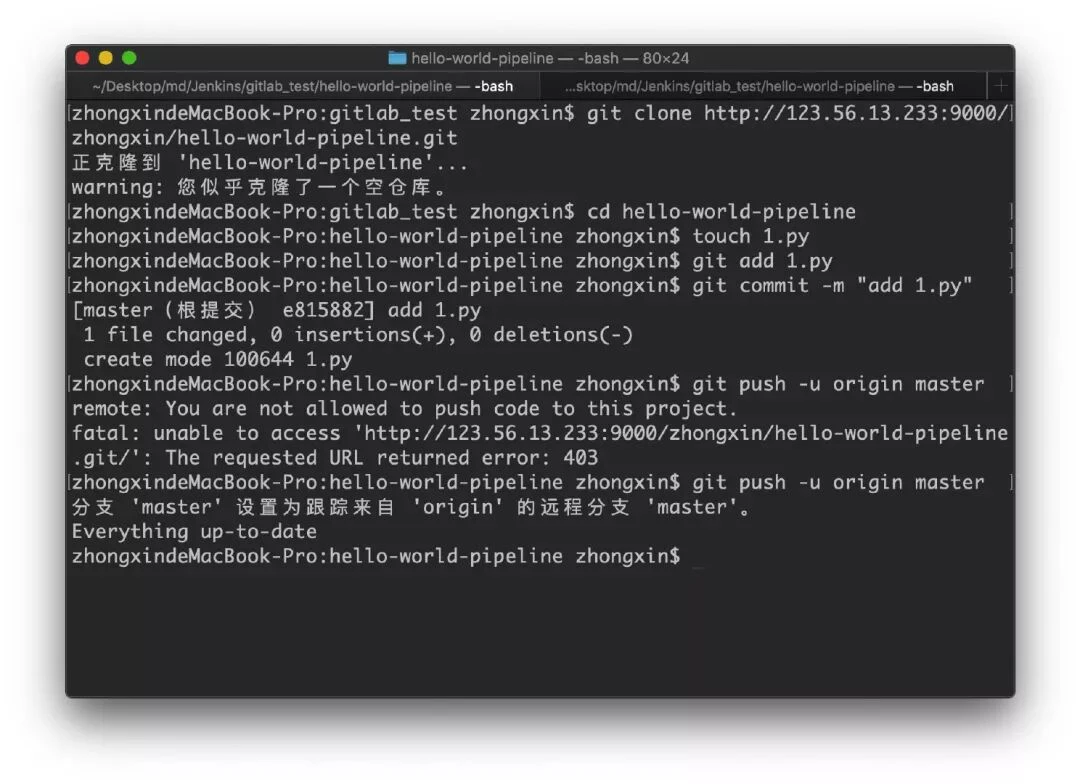 hello-world-pipeline — -bash — 80×24
~/Desktop/md/Jenkins/gitlab_test/hello-world-pipeline — -bash ...sktop/md/Jenkins/gitlab_test/hello-world-pipeline — -bash +
[zhongxindeMacBook-Pro:gitlab_test zhongxin$ git clone http://123.56.13.233:9000/]
zhongxin/hello-world-pipeline.git
正克隆到 'hello-world-pipeline'...
warning: 您似乎克隆了一个空仓库。
[zhongxindeMacBook-Pro:gitlab_test zhongxin$ cd hello-world-pipeline ]
[zhongxindeMacBook-Pro:hello-world-pipeline zhongxin$ touch 1.py ]
[zhongxindeMacBook-Pro:hello-world-pipeline zhongxin$ git add 1.py ]
[zhongxindeMacBook-Pro:hello-world-pipeline zhongxin$ git commit -m "add 1.py" ]
[master（根提交） e815882] add 1.py
 1 file changed, 0 insertions(+), 0 deletions(-)
 create mode 100644 1.py
[zhongxindeMacBook-Pro:hello-world-pipeline zhongxin$ git push -u origin master ]
remote: You are not allowed to push code to this project.
fatal: unable to access 'http://123.56.13.233:9000/zhongxin/hello-world-pipeline
.git/': The requested URL returned error: 403
[zhongxindeMacBook-Pro:hello-world-pipeline zhongxin$ git push -u origin master ]
分支 'master' 设置为跟踪来自 'origin' 的远程分支 'master'。
Everything up-to-date
zhongxindeMacBook-Pro:hello-world-pipeline zhongxin$